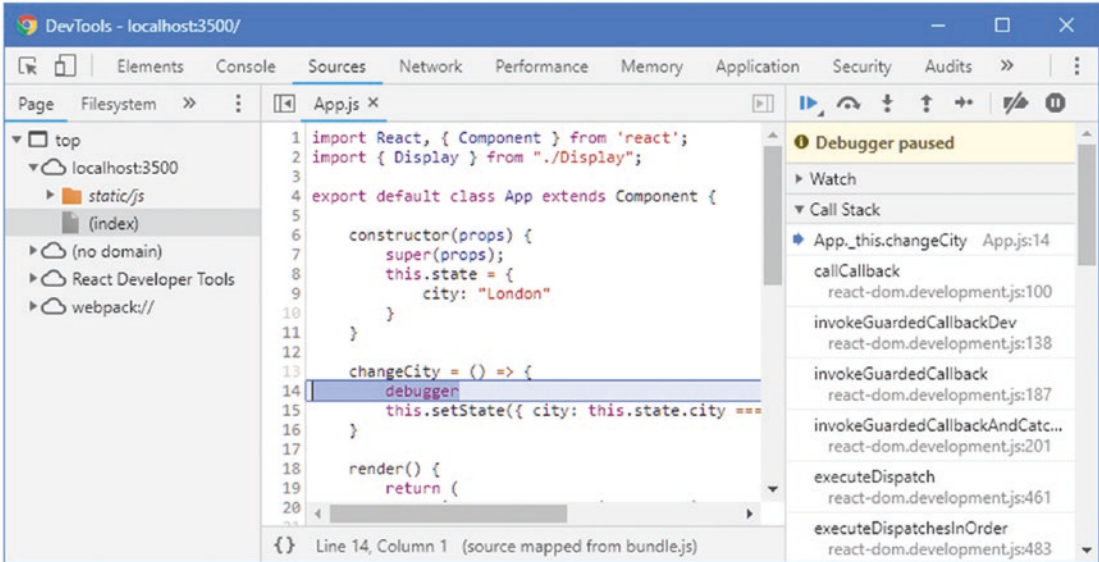 DevTools - localhost:3500/
Elements Console Sources Network Performance Memory Application Security Audits »
Page Filesystem »
App.js ×
top
localhost:3500
static/js
(index)
(no domain)
React Developer Tools
webpack://
1 import React, { Component } from 'react';
2 import { Display } from "./Display";
3
4 export default class App extends Component {
5
6 constructor(props) {
7 super(props);
8 this.state = {
9 city: "London"
10 }
11 }
12
13 changeCity = () => {
14 debugger
15 this.setState({ city: this.state.city ===
16 }
17
18 render() {
19 return (
20
{} Line 14, Column 1 (source mapped from bundle.js)
Debugger paused
Watch
Call Stack
App._this.changeCity App.js:14
callCallback
react-dom.development.js:100
invokeGuardedCallbackDev
react-dom.development.js:138
invokeGuardedCallback
react-dom.development.js:187
invokeGuardedCallbackAndCatc...
react-dom.development.js:201
executeDispatch
react-dom.development.js:461
executeDispatchesInOrder
react-dom.development.js:483